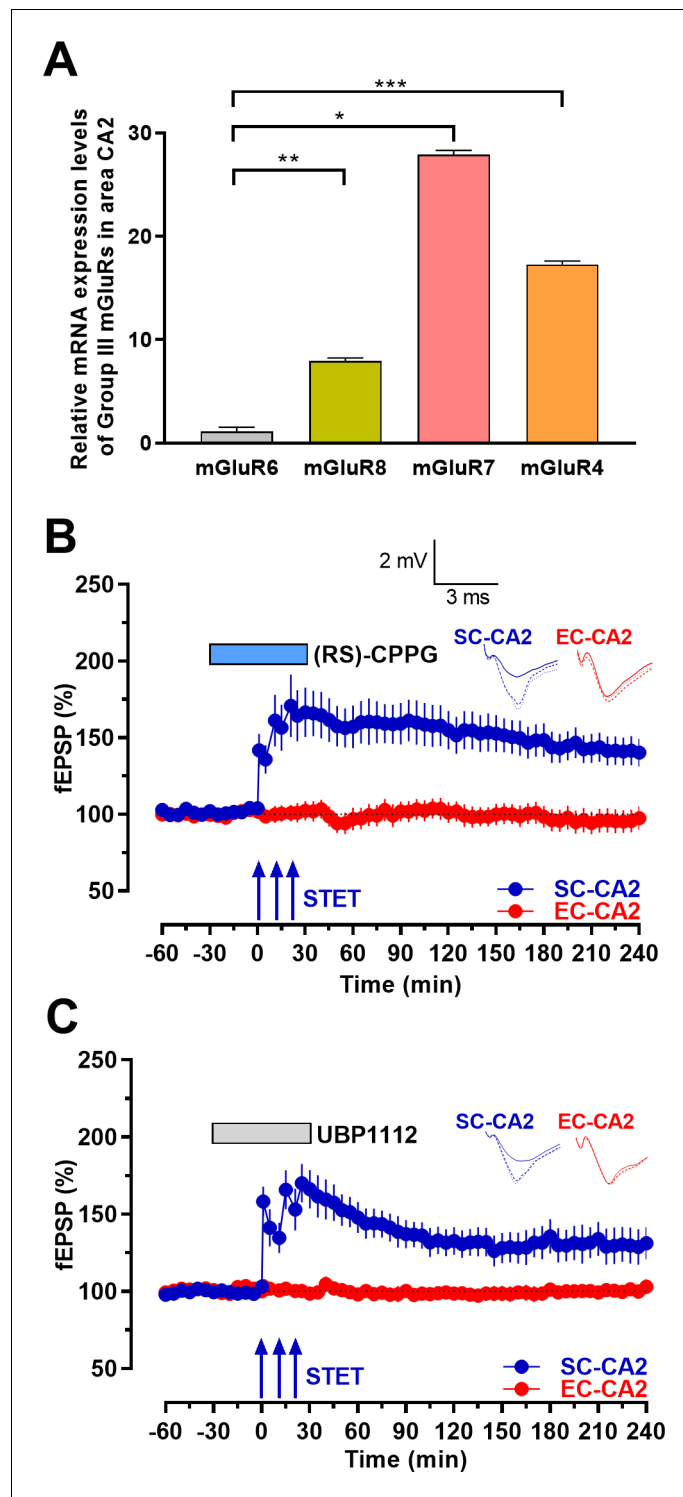 A
Relative mRNA expression levels
of Group III mGluRs in area CA2
***
*
**
30
20
10
0
mGluR6 mGluR8 mGluR7 mGluR4
B
2 mV
3 ms
250
200
150
100
50
fEPSP (%)
(RS)-CPPG
SC-CA2 EC-CA2
STET
SC-CA2
EC-CA2
-60 -30 0 30 60 90 120 150 180 210 240
Time (min)
C
250
200
150
100
50
fEPSP (%)
UBP1112
SC-CA2 EC-CA2
STET
SC-CA2
EC-CA2
-60 -30 0 30 60 90 120 150 180 210 240
Time (min)